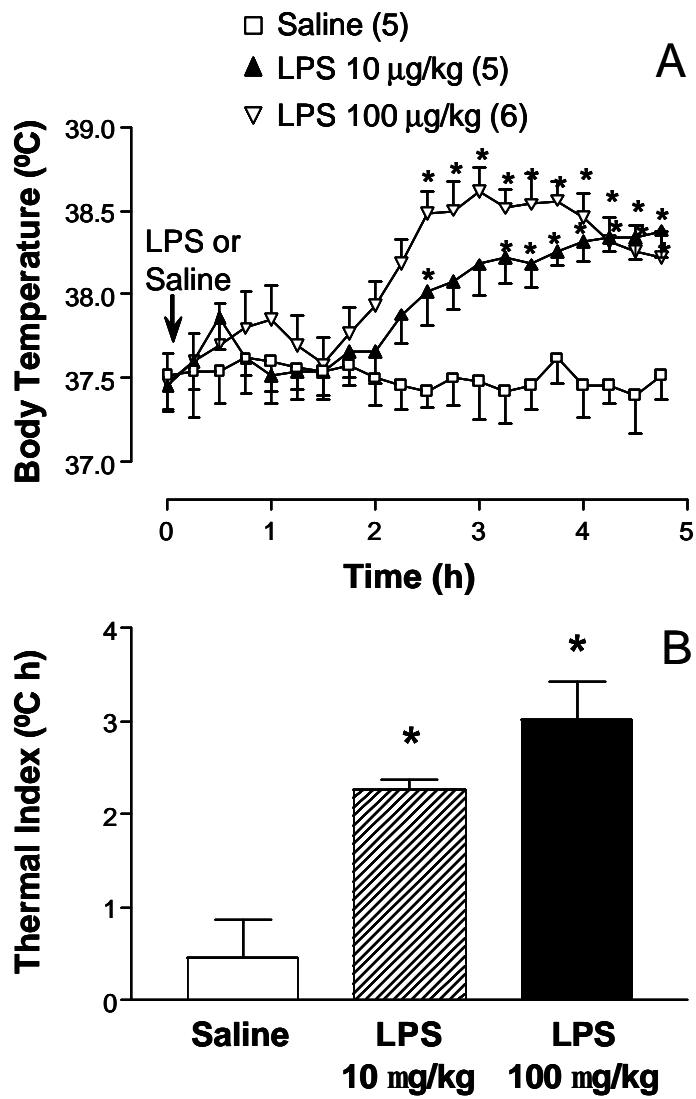 Saline (5)
LPS 10 μg/kg (5)
LPS 100 μg/kg (6)
A
Body Temperature (ºC)
39.0
38.5
38.0
37.5
37.0
LPS or
Saline
* * * * * * * * * *
* * * * * * *
0 1 2 3 4 5
Time (h)
B
Thermal Index (ºC h)
4
3
2
1
0
*
*
Saline
LPS
10 mg/kg
LPS
100 mg/kg